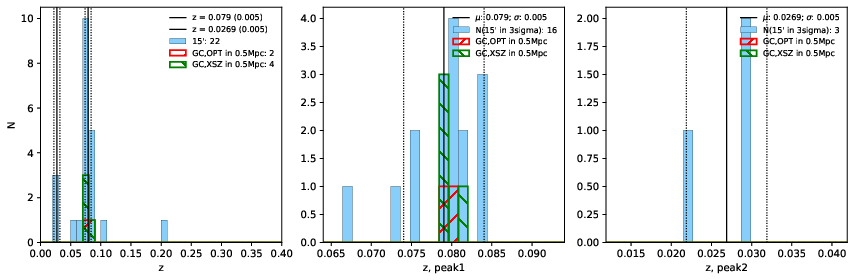 z = 0.079 (0.005)
z = 0.0269 (0.005)
15': 22
GC,OPT in 0.5Mpc: 2
GC,XSZ in 0.5Mpc: 4
N
10
8
6
4
2
0
0.00 0.05 0.10 0.15 0.20 0.25 0.30 0.35 0.40
z
μ: 0.079; σ: 0.005
N(15' in 3sigma): 16
GC,OPT in 0.5Mpc
GC,XSZ in 0.5Mpc
4.0
3.5
3.0
2.5
2.0
1.5
1.0
0.5
0.0
0.065 0.070 0.075 0.080 0.085 0.090
z, peak1
μ: 0.0269; σ: 0.005
N(15' in 3sigma): 3
GC,OPT in 0.5Mpc
GC,XSZ in 0.5Mpc
2.00
1.75
1.50
1.25
1.00
0.75
0.50
0.25
0.00
0.015 0.020 0.025 0.030 0.035 0.040
z, peak2